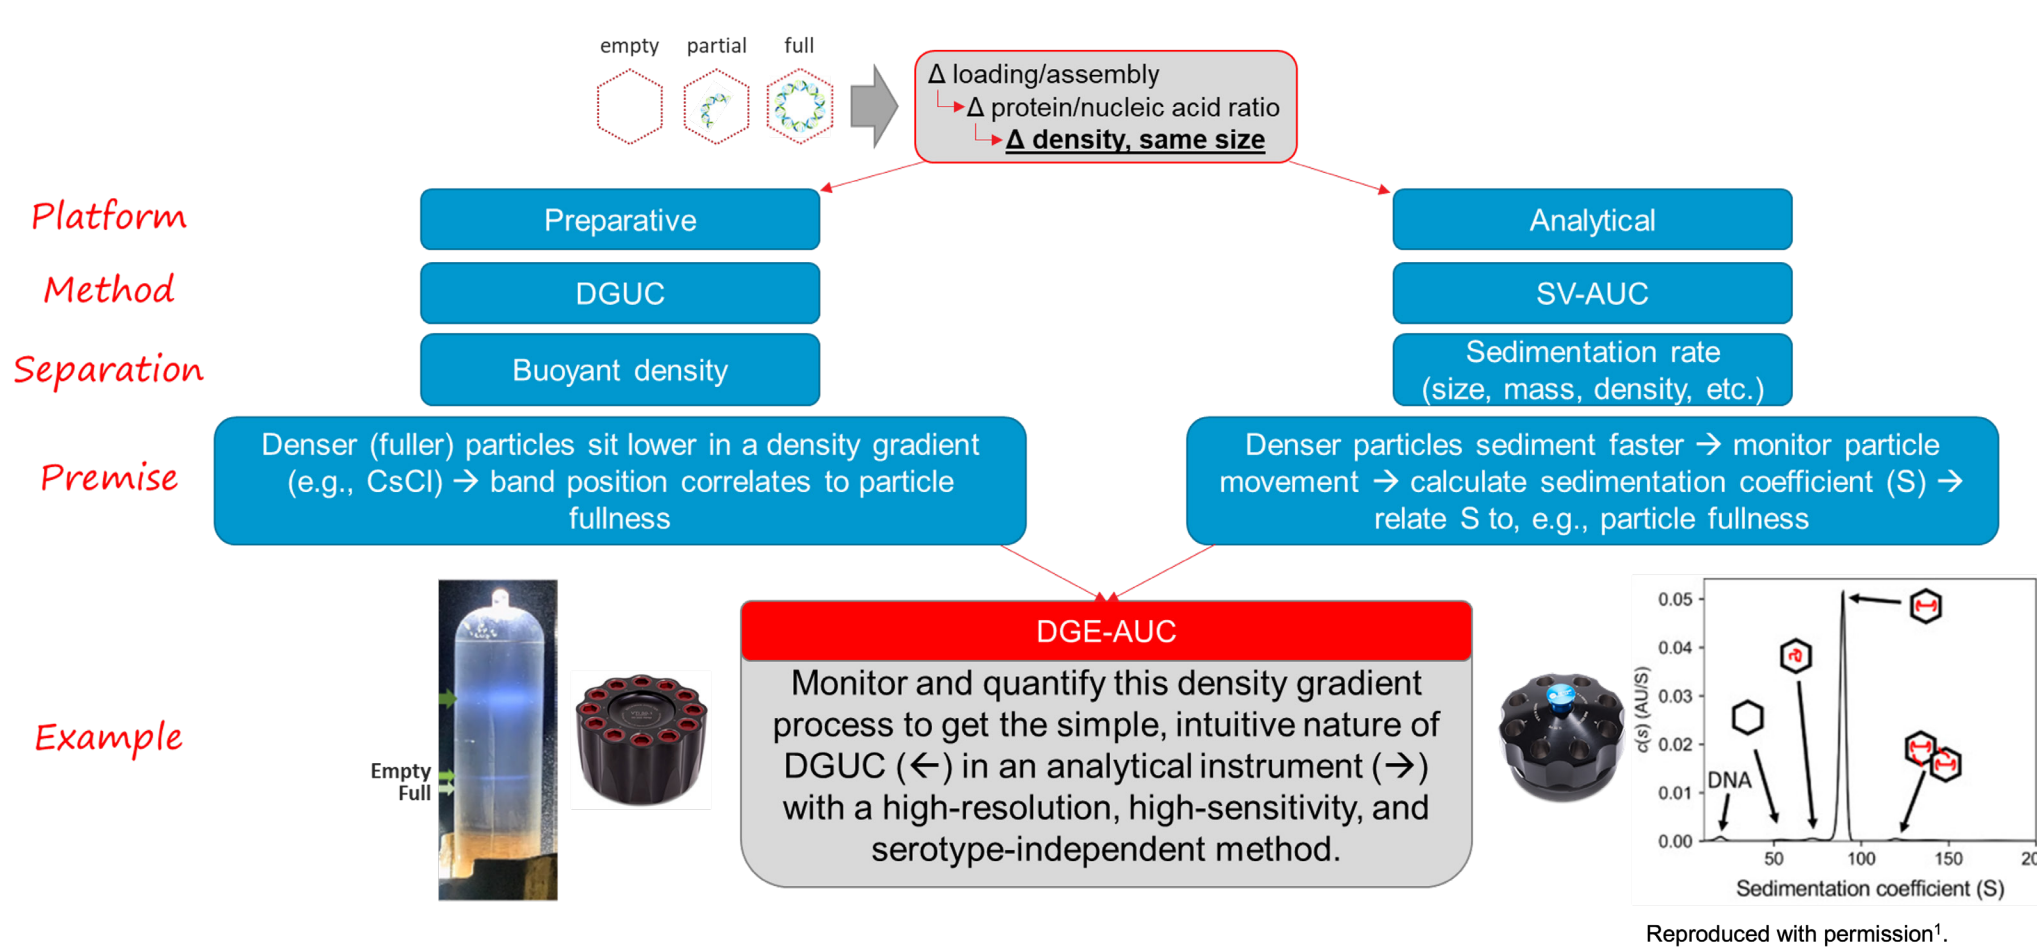 empty partial full
Δ loading/assembly
Δ protein/nucleic acid ratio
Δ density, same size
Platform
Preparative
Analytical
Method
DGUC
SV-AUC
Separation
Buoyant density
Sedimentation rate
(size, mass, density, etc.)
Premise
Denser (fuller) particles sit lower in a density gradient
(e.g., CsCl) → band position correlates to particle
fullness
Denser particles sediment faster → monitor particle
movement → calculate sedimentation coefficient (S) →
relate S to, e.g., particle fullness
Example
Empty
Full
DGE-AUC
Monitor and quantify this density gradient
process to get the simple, intuitive nature of
DGUC (←) in an analytical instrument (→)
with a high-resolution, high-sensitivity, and
serotype-independent method.
c(s) (AU/S)
0.05
0.04
0.03
0.02
0.01
0.00
DNA
50 100 150 20
Sedimentation coefficient (S)
Reproduced with permission¹.